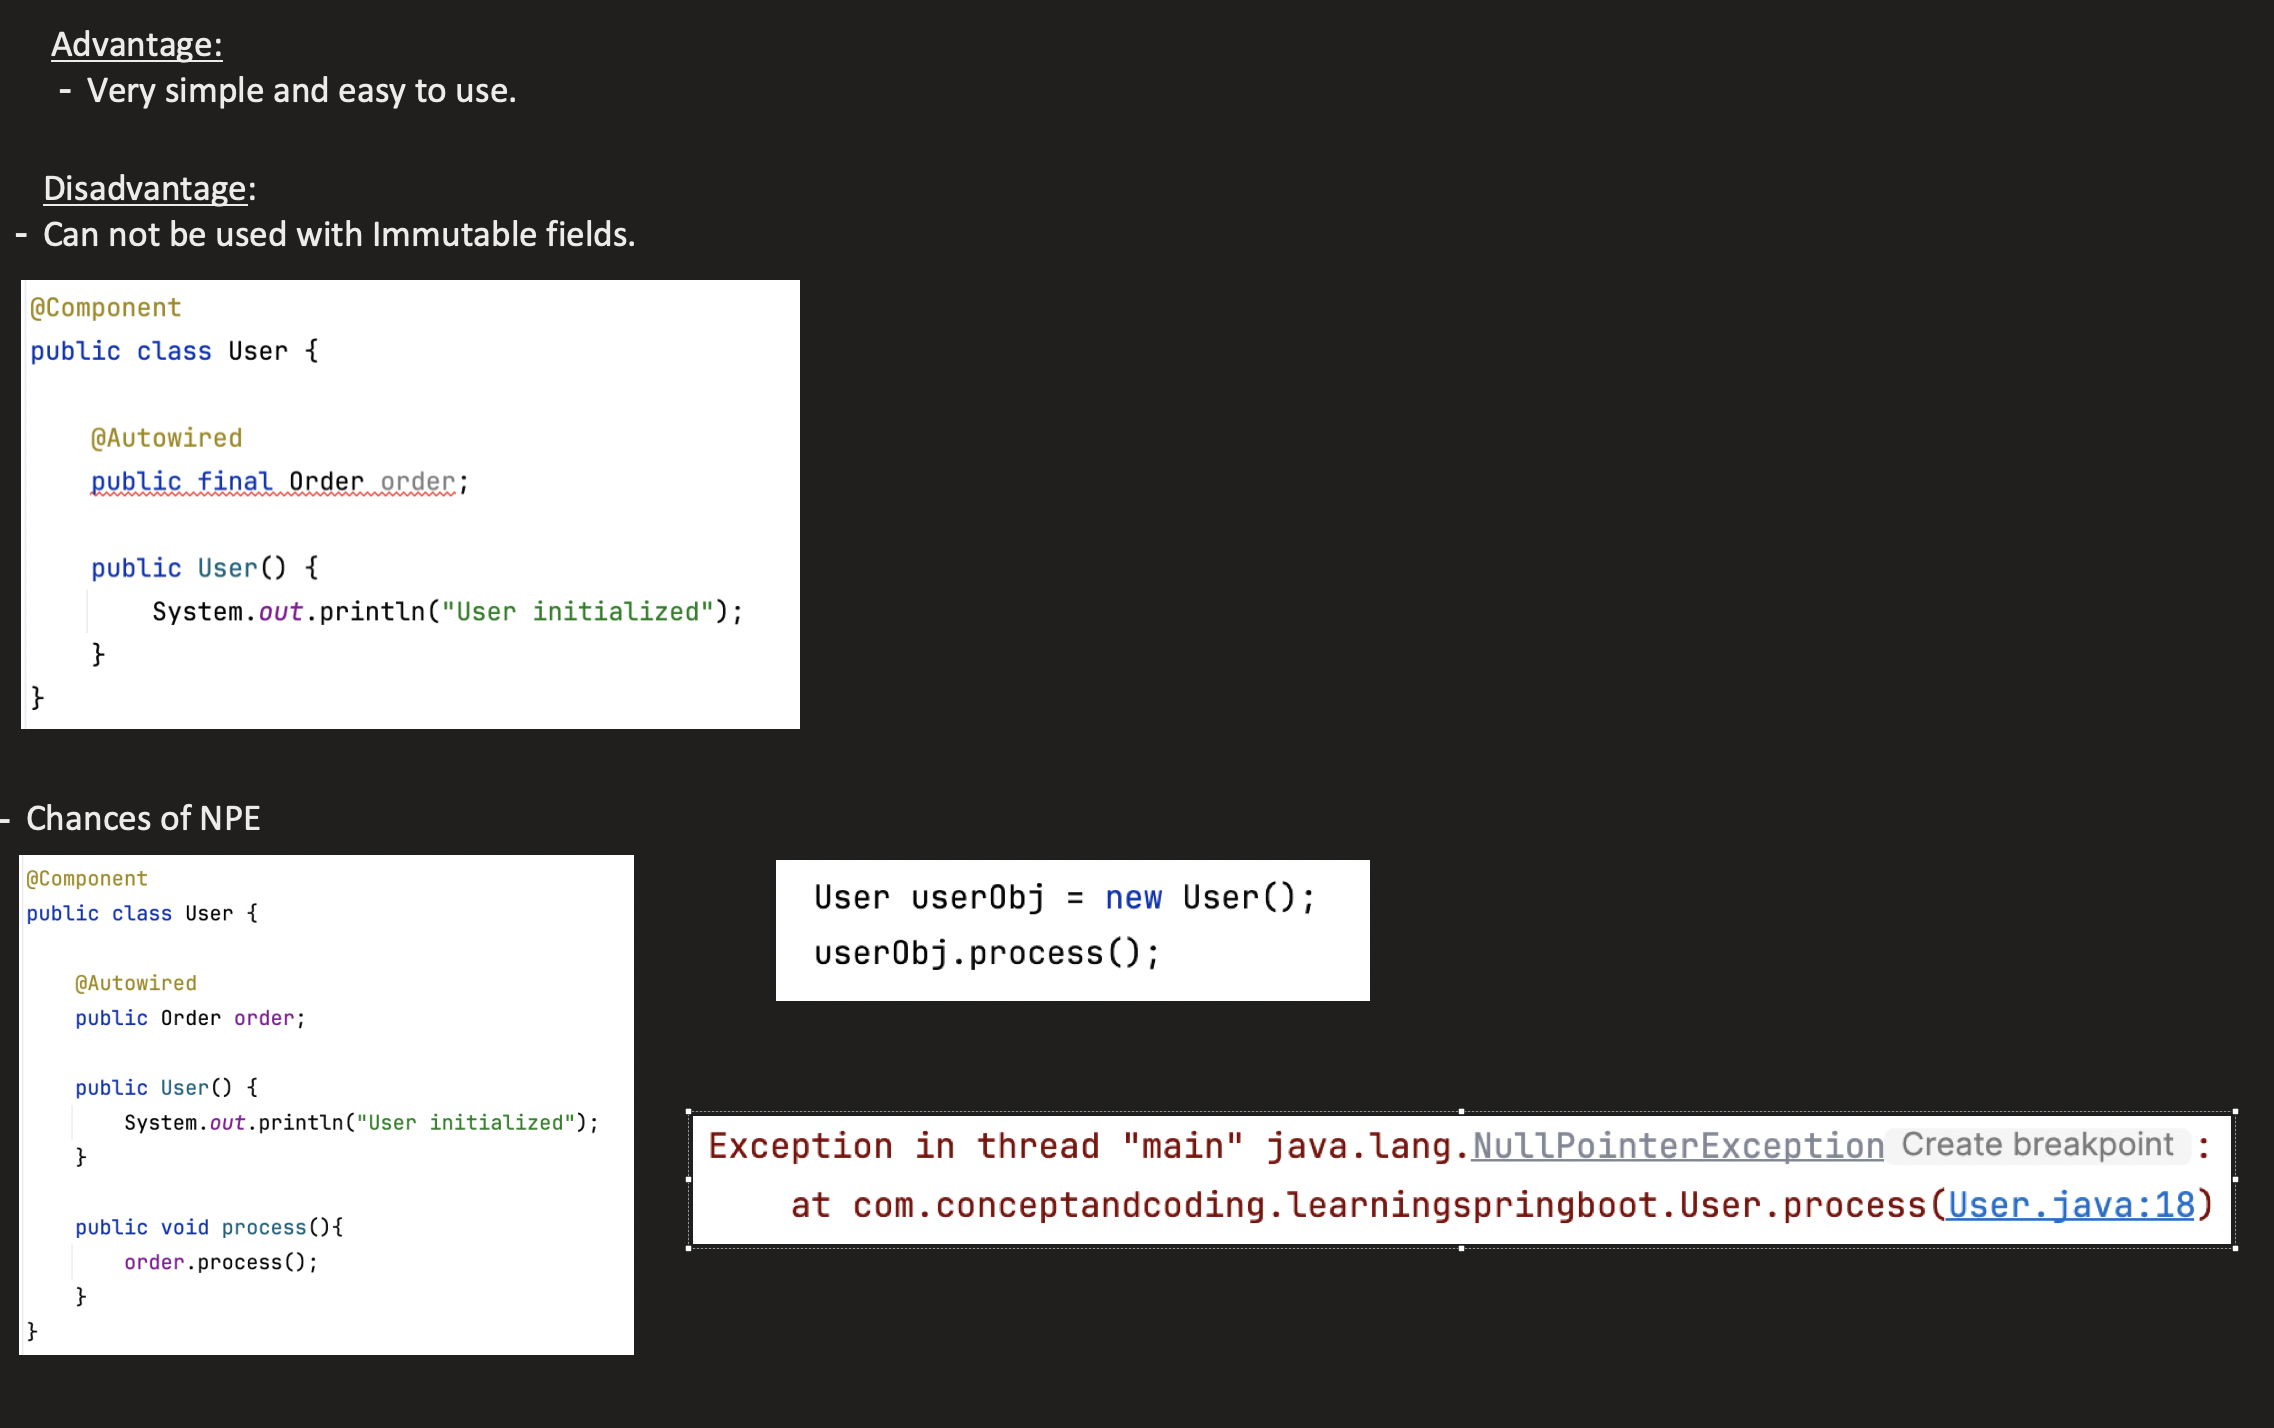 Advantage:
- Very simple and easy to use.
Disadvantage:
- Can not be used with Immutable fields.
@Component
public class User {
@Autowired
public final Order order;
public User() {
System.out.println("User initialized");
}
}
- Chances of NPE
@Component
public class User {
@Autowired
public Order order;
public User() {
System.out.println("User initialized");
}
public void process(){
order.process();
}
}
User userObj = new User();
userObj.process();
Exception in thread "main" java.lang.NullPointerException Create breakpoint :
at com.conceptandcoding.learningspringboot.User.process(User.java:18)